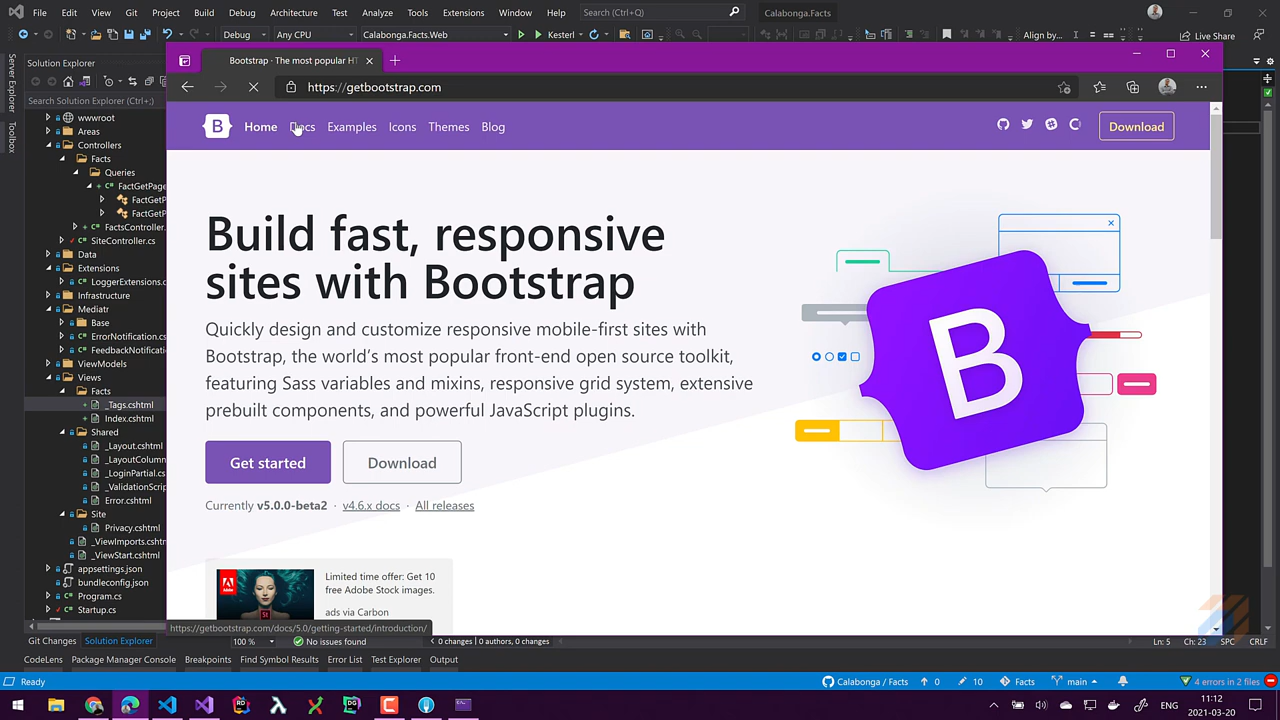 File Edit View Git Project Build Debug Architecture Test Analyze Tools Extensions Window Help Search (Ctrl+Q) Calabonga.Facts
Debug Any CPU Calabonga.Facts.Web Kestrel Align by... Live Share
Server Explorer
Toolbox
Solution Explorer
Search Solution Explorer (Ctrl+;)
wwwroot
Areas
Controllers
Facts
Queries
FactGetPage
FactGetP
FactGetP
FactsController.
SiteController.cs
Data
Extensions
LoggerExtensions.c
Infrastructure
Mediatr
Base
ErrorNotification.cs
FeedbackNotificati
ViewModels
Views
Facts
_Tags.cshtml
Index.cshtml
Shared
_Layout.cshtml
_LayoutColumn
_LoginPartial.cs
_ValidationScrip
Error.cshtml
Site
Privacy.cshtml
_ViewImports.cshtml
_ViewStart.cshtml
appsettings.json
bundleconfig.json
Program.cs
Startup.cs
Git Changes Solution Explorer
Bootstrap · The most popular HT
https://getbootstrap.com
B Home Docs Examples Icons Themes Blog Download
Build fast, responsive
sites with Bootstrap
Quickly design and customize responsive mobile-first sites with
Bootstrap, the world's most popular front-end open source toolkit,
featuring Sass variables and mixins, responsive grid system, extensive
prebuilt components, and powerful JavaScript plugins.
B
Get started Download
Currently v5.0.0-beta2 · v4.6.x docs · All releases
Limited time offer: Get 10
free Adobe Stock images.
ads via Carbon
St
https://getbootstrap.com/docs/5.0/getting-started/introduction/
100 % No issues found 0 changes | 0 authors, 0 changes Ln: 5 Ch: 23 SPC CRLF
CodeLens Package Manager Console Breakpoints Find Symbol Results Error List Test Explorer Output
Ready Calabonga / Facts 0 10 Facts main 4 errors in 2 files
ENG 11:12
2021-03-20